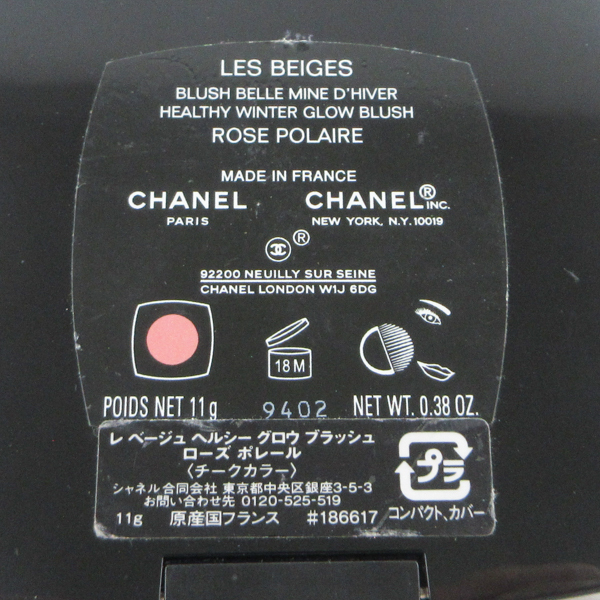 LES BEIGES
BLUSH BELLE MINE D'HIVER
HEALTHY WINTER GLOW BLUSH
ROSE POLAIRE
MADE IN FRANCE
CHANEL CHANEL® INC.
PARIS NEW YORK, N.Y. 10019
®
92200 NEUILLY SUR SEINE
CHANEL LONDON W1J 6DG
18 M
POIDS NET 11 g 9402 NET WT. 0.38 OZ.
レ ベージュ ヘルシー グロウ ブラッシュ
ローズ ポレール
〈チークカラー〉
シャネル 合同会社 東京都中央区銀座3-5-3
お問い合わせ先 0120-525-519
11g 原産国フランス #186617
プラ
コンパクト、カバー